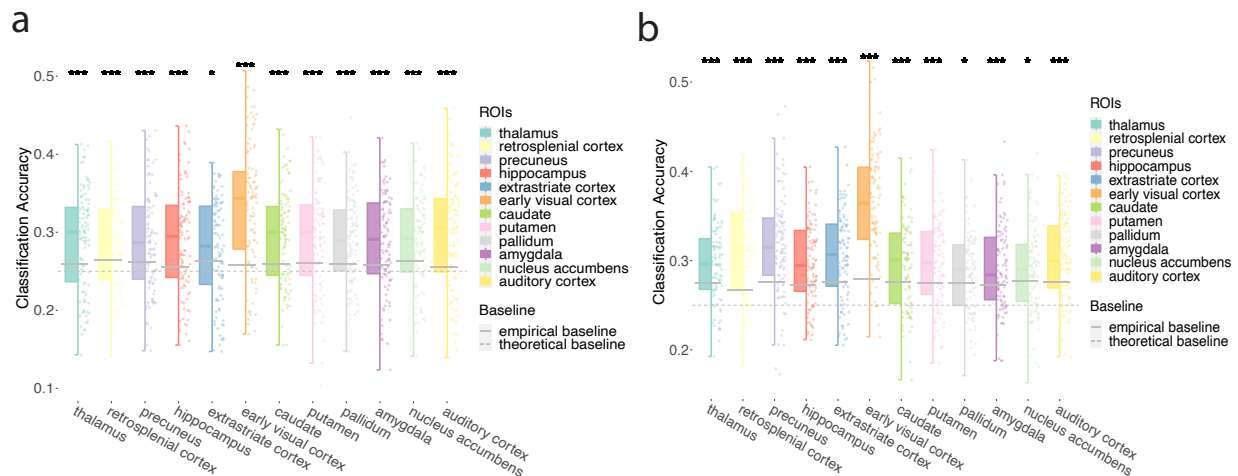 a
*** *** *** *** * *** *** *** *** *** *** ***
Classification Accuracy
0.5
0.4
0.3
0.2
0.1
thalamus
retrosplenial cortex
precuneus
hippocampus
extrastriate cortex
early visual cortex
caudate
putamen
pallidum
amygdala
nucleus accumbens
auditory cortex
ROIs
thalamus
retrosplenial cortex
precuneus
hippocampus
extrastriate cortex
early visual cortex
caudate
putamen
pallidum
amygdala
nucleus accumbens
auditory cortex
Baseline
empirical baseline
theoretical baseline
b
*** *** *** *** *** *** *** *** * *** * ***
Classification Accuracy
0.5
0.4
0.3
0.2
thalamus
retrosplenial cortex
precuneus
hippocampus
extrastriate cortex
early visual cortex
caudate
putamen
pallidum
amygdala
nucleus accumbens
auditory cortex
ROIs
thalamus
retrosplenial cortex
precuneus
hippocampus
extrastriate cortex
early visual cortex
caudate
putamen
pallidum
amygdala
nucleus accumbens
auditory cortex
Baseline
empirical baseline
theoretical baseline